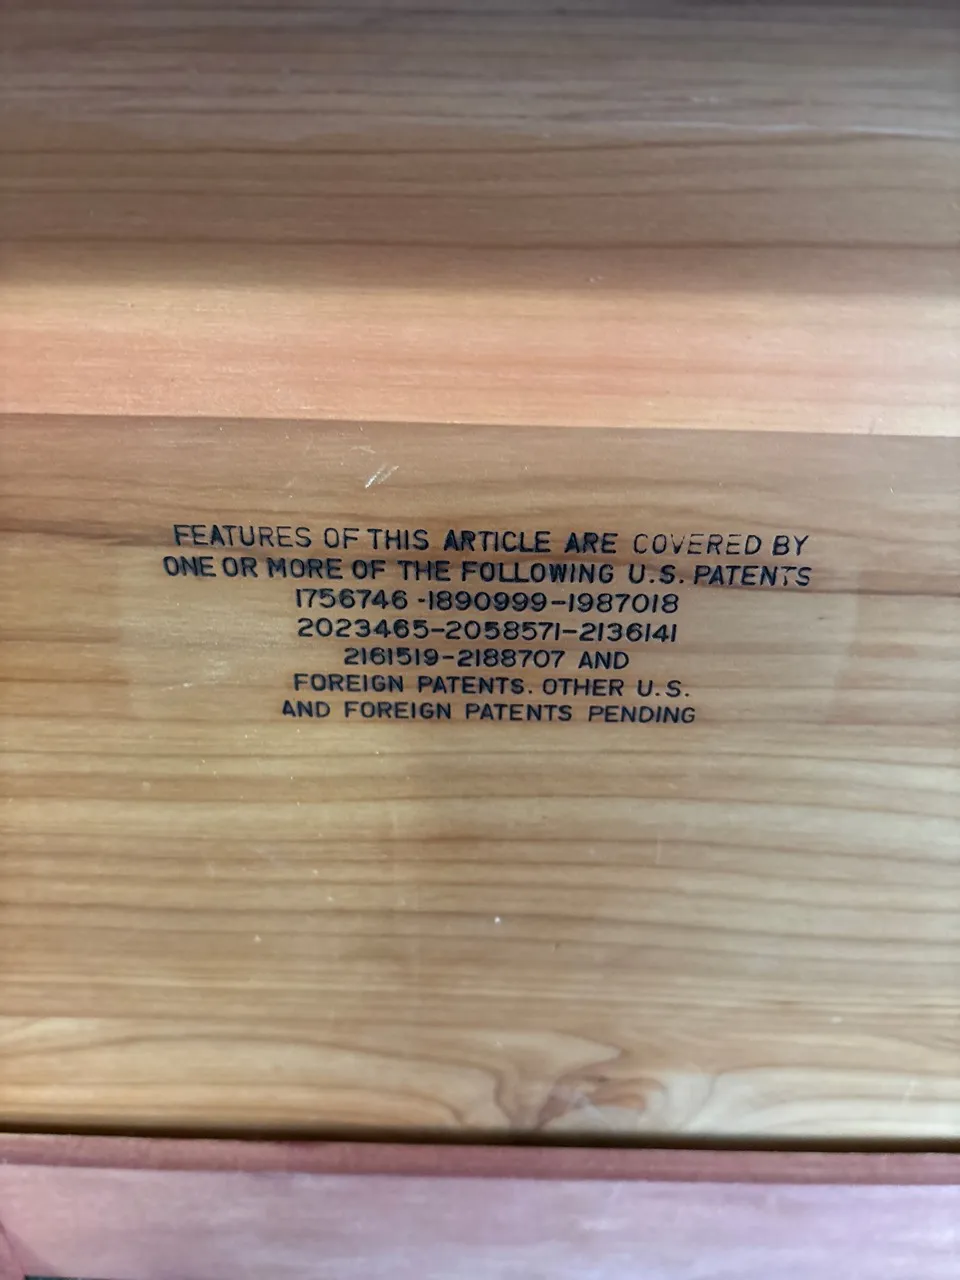 FEATURES OF THIS ARTICLE ARE COVERED BY
ONE OR MORE OF THE FOLLOWING U.S. PATENTS
1756746 -1890999-1987018
2023465-2058571-2136141
2161519-2188707 AND
FOREIGN PATENTS. OTHER U.S.
AND FOREIGN PATENTS PENDING